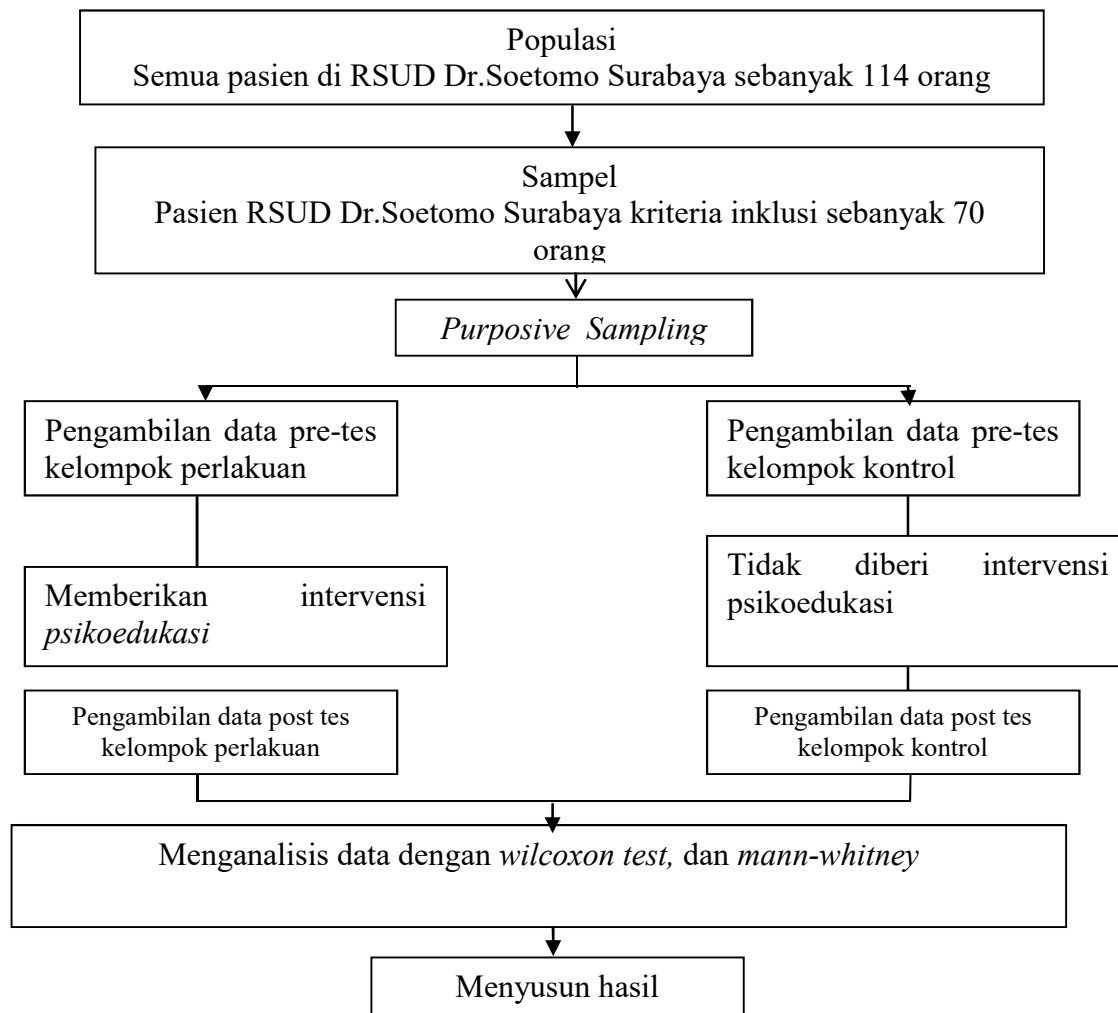 Populasi
Semua pasien di RSUD Dr.Soetomo Surabaya sebanyak 114 orang
Sampel
Pasien RSUD Dr.Soetomo Surabaya kriteria inklusi sebanyak 70
orang
Purposive Sampling
Pengambilan data pre-tes
kelompok perlakuan
Pengambilan data pre-tes
kelompok kontrol
Memberikan intervensi
psikoedukasi
Tidak diberi intervensi
psikoedukasi
Pengambilan data post tes
kelompok perlakuan
Pengambilan data post tes
kelompok kontrol
Menganalisis data dengan wilcoxon test, dan mann-whitney
Menyusun hasil